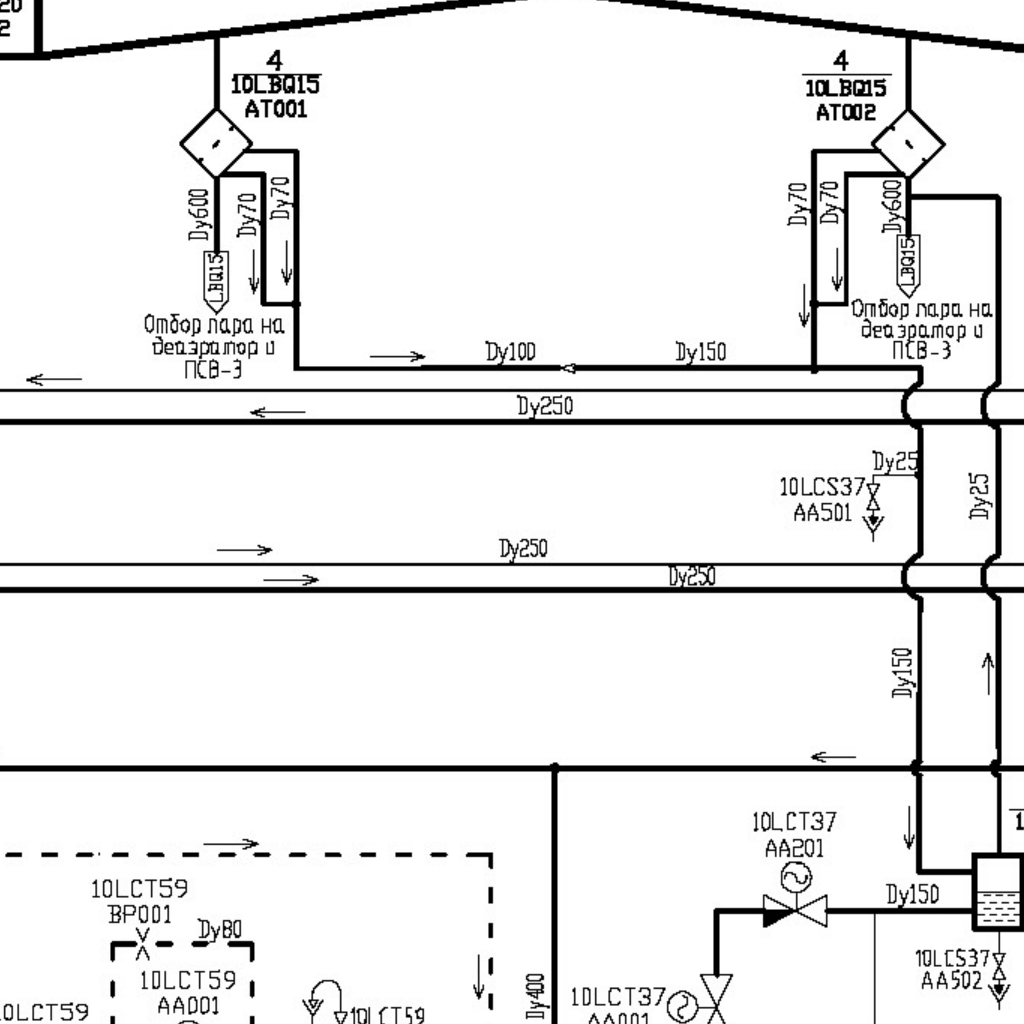 20
2
4
10LBQ15
AT001
4
10LBQ15
AT002
Dy600
Dy70
Dy70
Dy70
Dy70
Dy600
LBQ15
LBQ15
Отбор пара на
деаэратор и
ПСВ-3
Отбор пара на
деаэратор и
ПСВ-3
Dy100
Dy150
Dy250
Dy25
10LCS37
AA501
Dy25
Dy250
Dy250
Dy150
10LCT37
AA201
1
10LCT59
BP001
Dy80
Dy150
10LCT59
AA001
10LCS37
AA502
Dy400
10LCT37
AA001
0LCT59
10LCT59